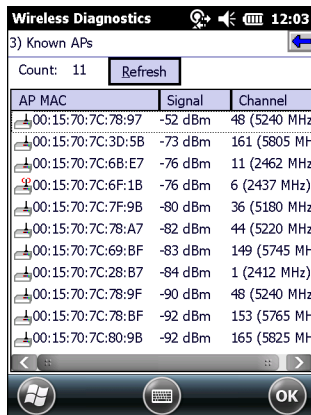 Wireless Diagnostics 12:03
3) Known APs
Count: 11 Refresh
AP MAC Signal Channel
00:15:70:7C:78:97 -52 dBm 48 (5240 MHz
00:15:70:7C:3D:5B -73 dBm 161 (5805 MH
00:15:70:7C:6B:E7 -76 dBm 11 (2462 MHz
00:15:70:7C:6F:1B -76 dBm 6 (2437 MHz)
00:15:70:7C:7F:9B -80 dBm 36 (5180 MHz
00:15:70:7C:78:A7 -82 dBm 44 (5220 MHz
00:15:70:7C:69:BF -83 dBm 149 (5745 MH
00:15:70:7C:28:B7 -84 dBm 1 (2412 MHz)
00:15:70:7C:78:9F -90 dBm 48 (5240 MHz
00:15:70:7C:78:BF -92 dBm 153 (5765 MH
00:15:70:7C:80:9B -92 dBm 165 (5825 MH
OK